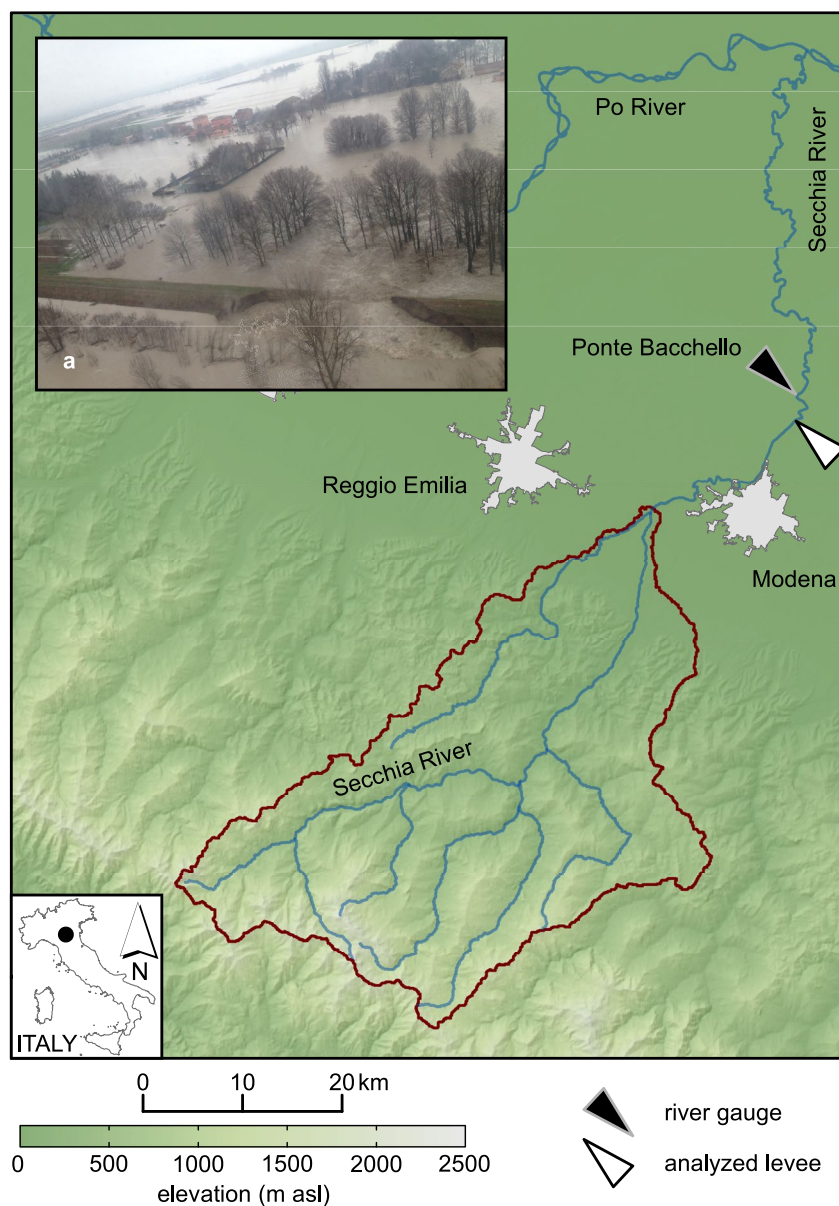 Po River
Secchia River
Ponte Bacchello
a
Reggio Emilia
Modena
Secchia River
N
ITALY
0 10 20 km
river gauge
analyzed levee
0 500 1000 1500 2000 2500
elevation (m asl)